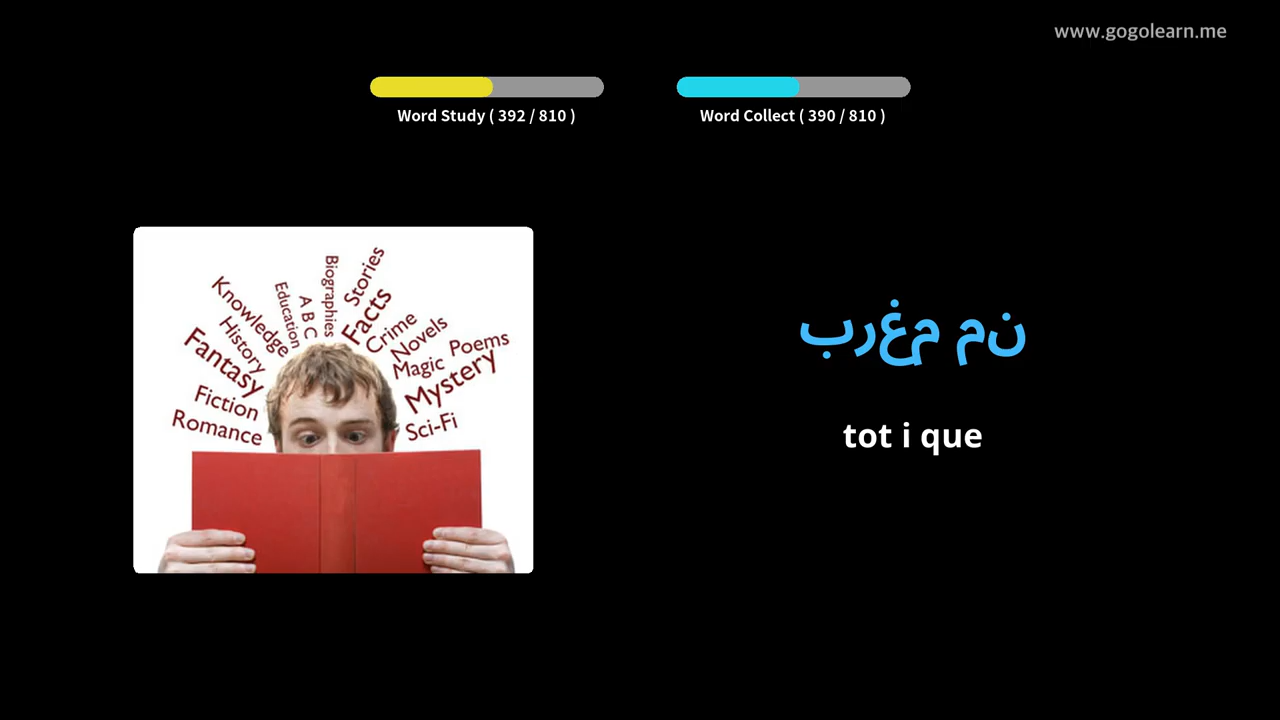 www.gogolearn.me
Word Study ( 392 / 810 )
Word Collect ( 390 / 810 )
Biographies
Stories
Education
A B C
Facts
Knowledge
Crime
History
Novels
Poems
Fantasy
Magic
Mystery
Fiction
Romance
Sci-Fi
برغم من
tot i que